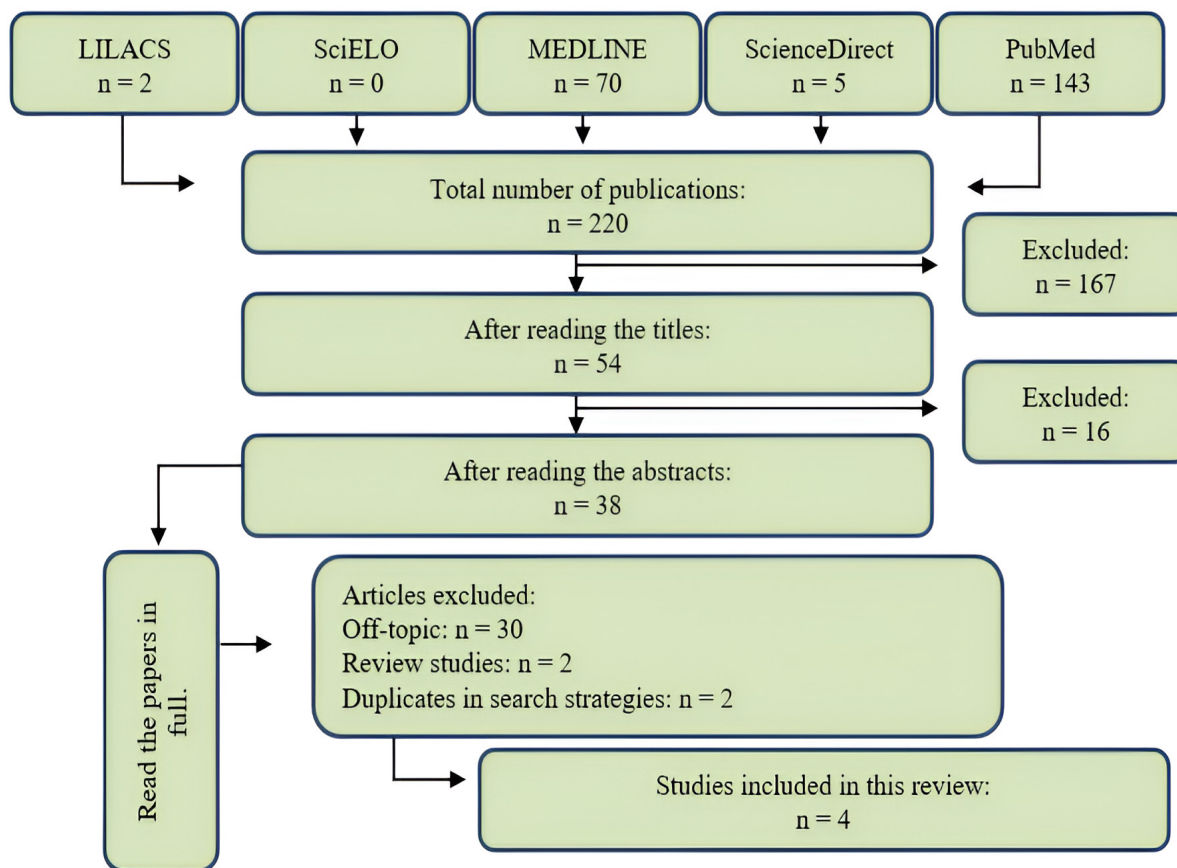 LILACS
n = 2
SciELO
n = 0
MEDLINE
n = 70
ScienceDirect
n = 5
PubMed
n = 143
Total number of publications:
n = 220
Excluded:
n = 167
After reading the titles:
n = 54
Excluded:
n = 16
After reading the abstracts:
n = 38
Read the papers in
full.
Articles excluded:
Off-topic: n = 30
Review studies: n = 2
Duplicates in search strategies: n = 2
Studies included in this review:
n = 4